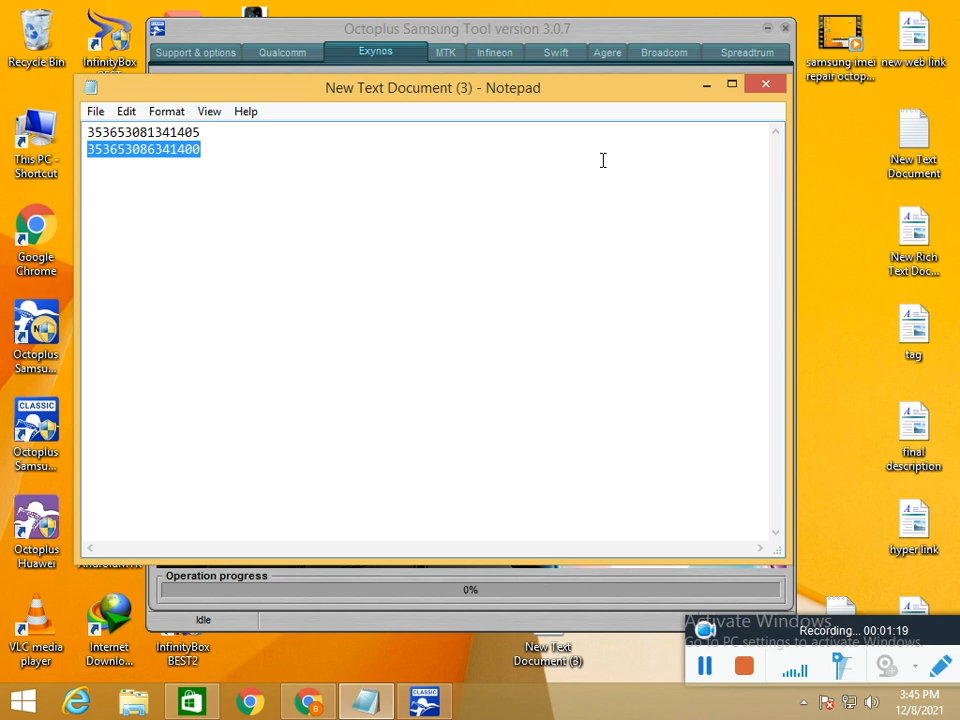 Recycle Bin
InfinityBox
BEST
This PC - Shortcut
Google Chrome
Octoplus Samsu...
CLASSIC
Octoplus Samsu...
Octoplus Huawei
VLC media player
Internet Downlo...
InfinityBox BEST2
Octoplus Samsung Tool version 3.0.7
Support & options
Qualcomm
Exynos
MTK
Infineon
Swift
Agere
Broadcom
Spreadtrum
New Text Document (3) - Notepad
File Edit Format View Help
353653081341405
353653086341400
Operation progress
0%
Idle
New Text Document (3)
samsung imei repair octop...
new web link
New Text Document
New Rich Text Doc...
tag
final description
hyper link
Activate Windows
Go to PC settings to activate Windows.
Recording... 00:01:19
CLASSIC
3:45 PM
12/8/2021